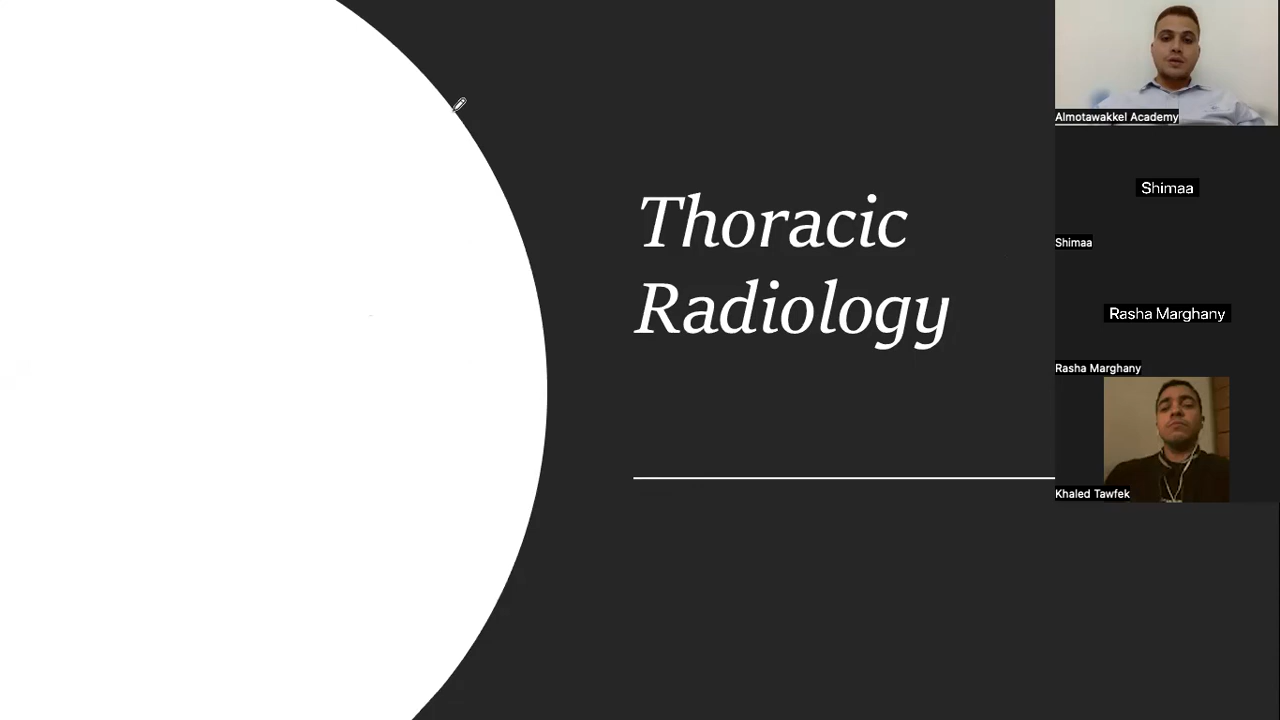 Thoracic
Radiology
Almotawakkel Academy
Shimaa
Shimaa
Rasha Marghany
Rasha Marghany
Khaled Tawfek